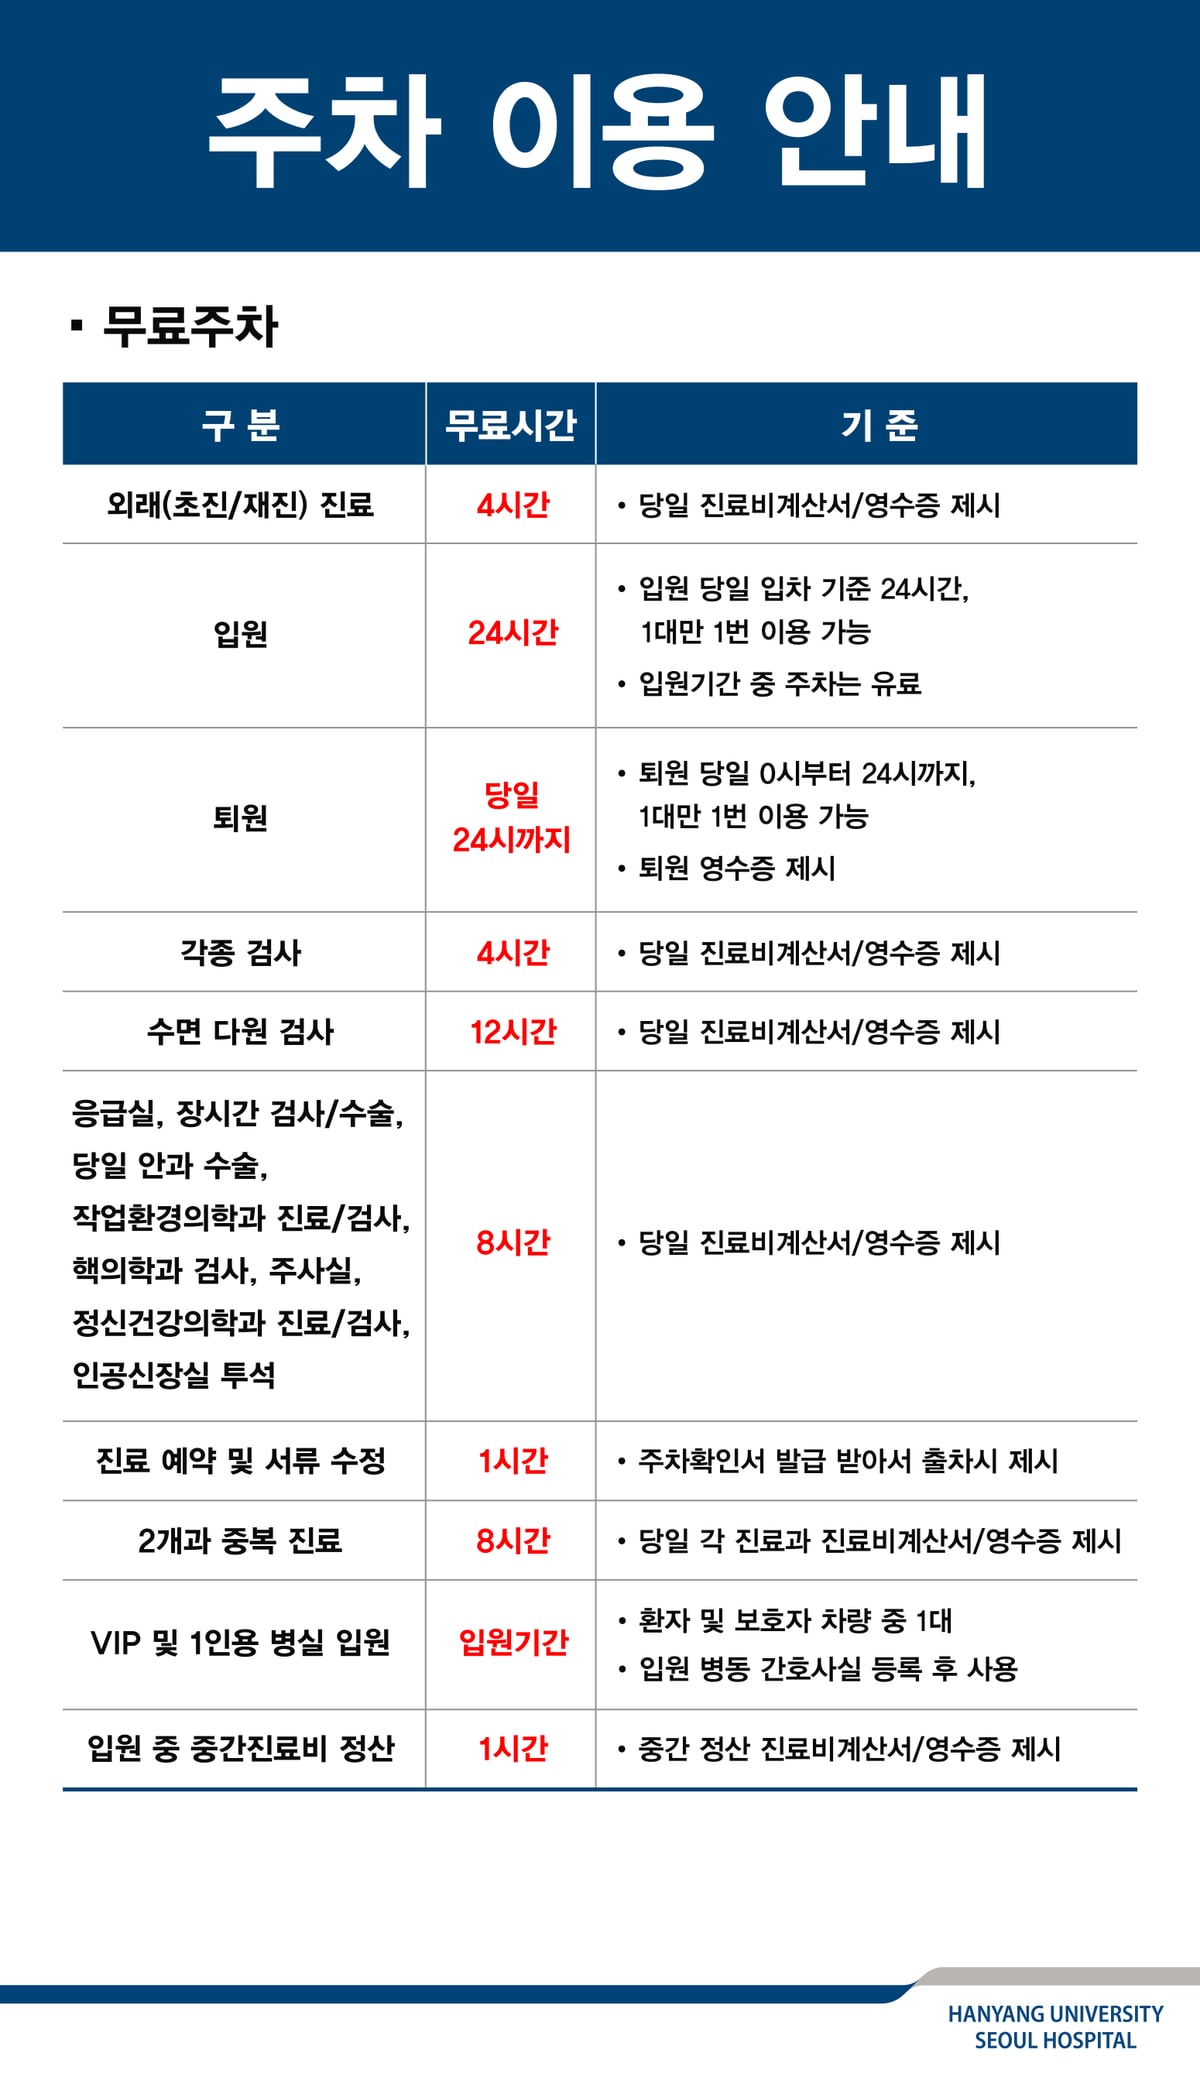 주차 이용 안내
▪ 무료주차
구 분 무료시간 기 준
외래(초진/재진) 진료 4시간 • 당일 진료비계산서/영수증 제시
입원 24시간 • 입원 당일 입차 기준 24시간,
1대만 1번 이용 가능
• 입원기간 중 주차는 유료
퇴원 당일
24시까지 • 퇴원 당일 0시부터 24시까지,
1대만 1번 이용 가능
• 퇴원 영수증 제시
각종 검사 4시간 • 당일 진료비계산서/영수증 제시
수면 다원 검사 12시간 • 당일 진료비계산서/영수증 제시
응급실, 장시간 검사/수술,
당일 안과 수술,
작업환경의학과 진료/검사,
핵의학과 검사, 주사실,
정신건강의학과 진료/검사,
인공신장실 투석
8시간 • 당일 진료비계산서/영수증 제시
진료 예약 및 서류 수정 1시간 • 주차확인서 발급 받아서 출차시 제시
2개과 중복 진료 8시간 • 당일 각 진료과 진료비계산서/영수증 제시
VIP 및 1인용 병실 입원 입원기간 • 환자 및 보호자 차량 중 1대
• 입원 병동 간호사실 등록 후 사용
입원 중 중간진료비 정산 1시간 • 중간 정산 진료비계산서/영수증 제시
HANYANG UNIVERSITY
SEOUL HOSPITAL